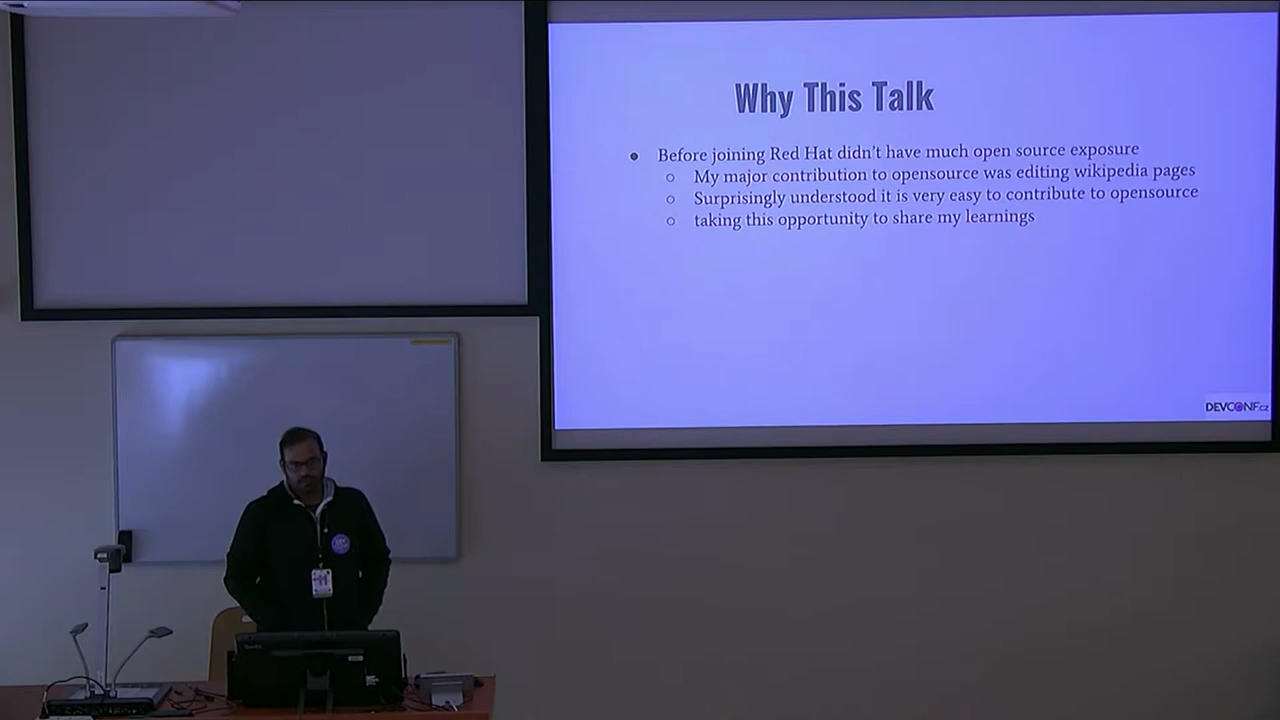 Why This Talk
Before joining Red Hat didn't have much open source exposure
My major contribution to opensource was editing wikipedia pages
Surprisingly understood it is very easy to contribute to opensource
taking this opportunity to share my learnings
DEVCONF.cz